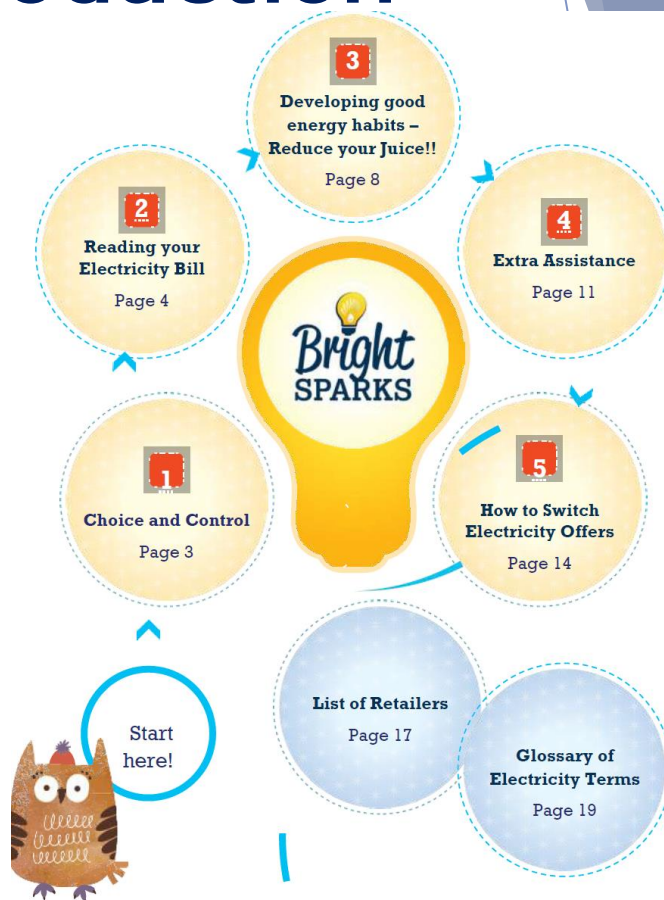 3
Developing good
energy habits –
Reduce your Juice!!
Page 8
2
Reading your
Electricity Bill
Page 4
4
Extra Assistance
Page 11
Bright
SPARKS
1
Choice and Control
Page 3
5
How to Switch
Electricity Offers
Page 14
Start
here!
List of Retailers
Page 17
Glossary of
Electricity Terms
Page 19